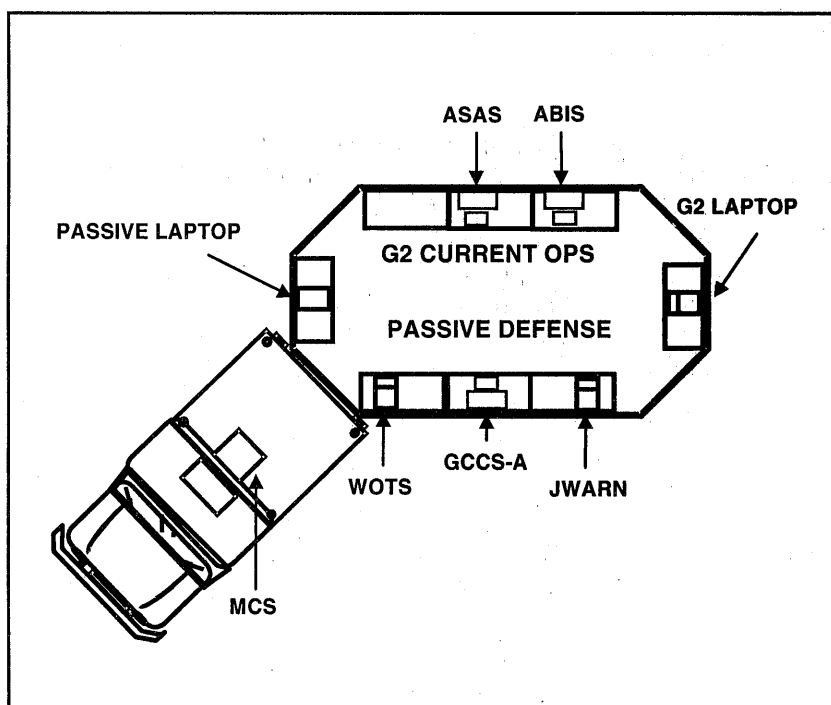 ASAS ABIS
G2 LAPTOP
PASSIVE LAPTOP
G2 CURRENT OPS
PASSIVE DEFENSE
GCCS-A
WOTS
JWARN
MCS